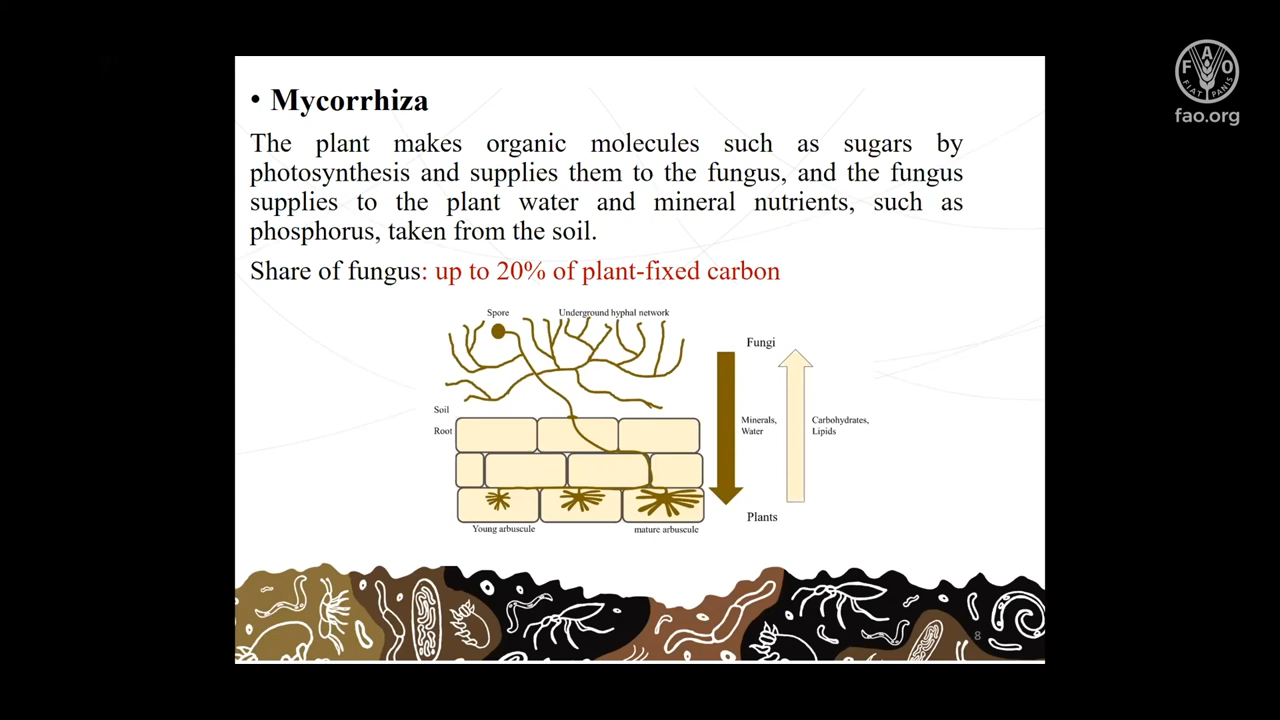 F A O
FIAT PANIS
fao.org
• Mycorrhiza
The plant makes organic molecules such as sugars by
photosynthesis and supplies them to the fungus, and the fungus
supplies to the plant water and mineral nutrients, such as
phosphorus, taken from the soil.
Share of fungus: up to 20% of plant-fixed carbon
Spore
Underground hyphal network
Soil
Root
Young arbuscule
mature arbuscule
Fungi
Minerals,
Water
Carbohydrates,
Lipids
Plants
8